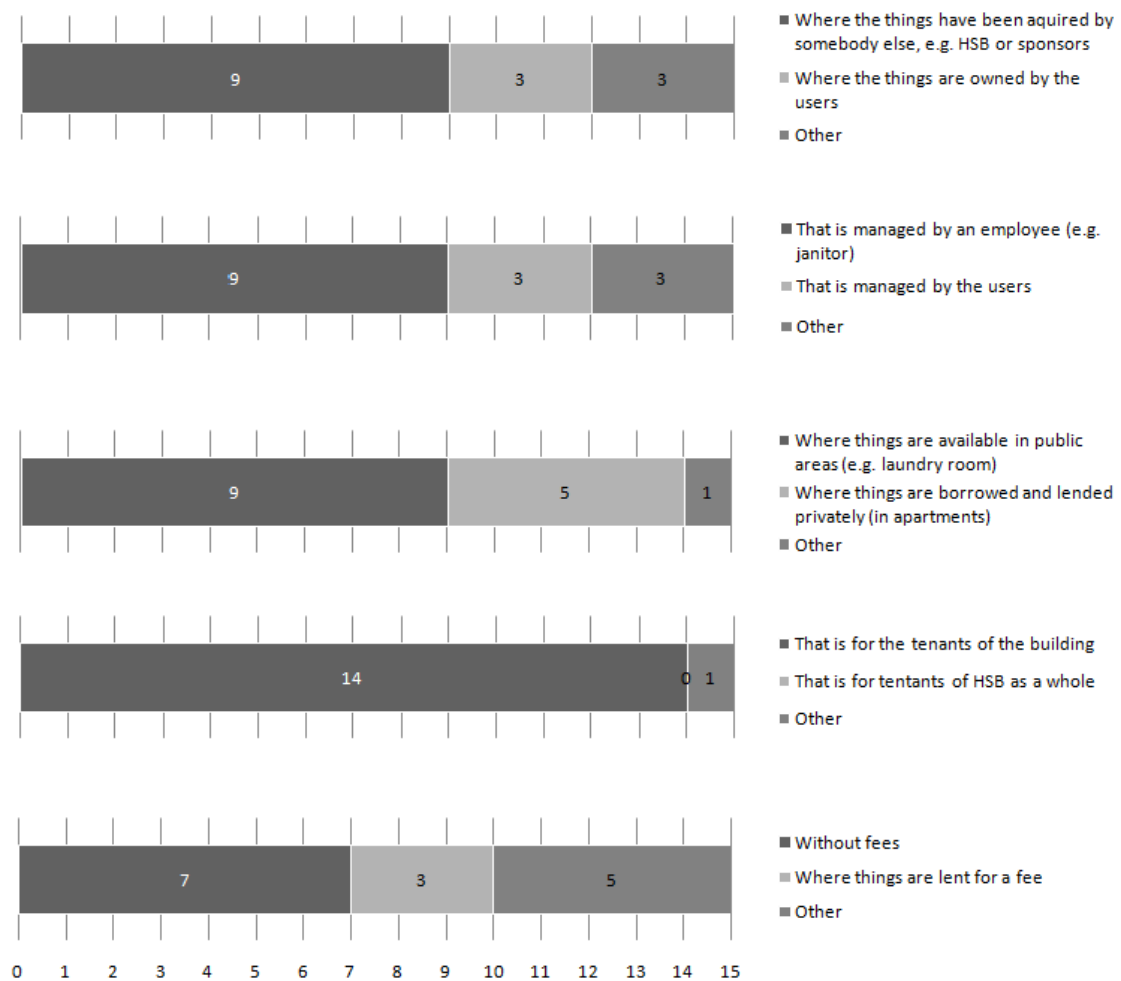 Where the things have been aquired by
somebody else, e.g. HSB or sponsors
Where the things are owned by the
users
Other
9 3 3
That is managed by an employee (e.g.
janitor)
That is managed by the users
Other
9 3 3
Where things are available in public
areas (e.g. laundry room)
Where things are borrowed and lended
privately (in apartments)
Other
9 5 1
That is for the tenants of the building
That is for tentants of HSB as a whole
Other
14 0 1
Without fees
Where things are lent for a fee
Other
7 3 5
0 1 2 3 4 5 6 7 8 9 10 11 12 13 14 15